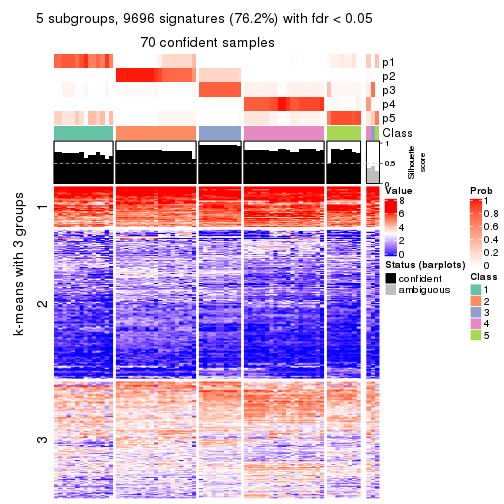 5 subgroups, 9696 signatures (76.2%) with fdr < 0.05
70 confident samples
p1
p2
p3
p4
p5
Class
1
0.5
0
Silhouette
score
k-means with 3 groups
1
2
3
Value
8
6
4
2
0
Status (barplots)
confident
ambiguous
Prob
1
0.8
0.6
0.4
0.2
0
Class
1
2
3
4
5